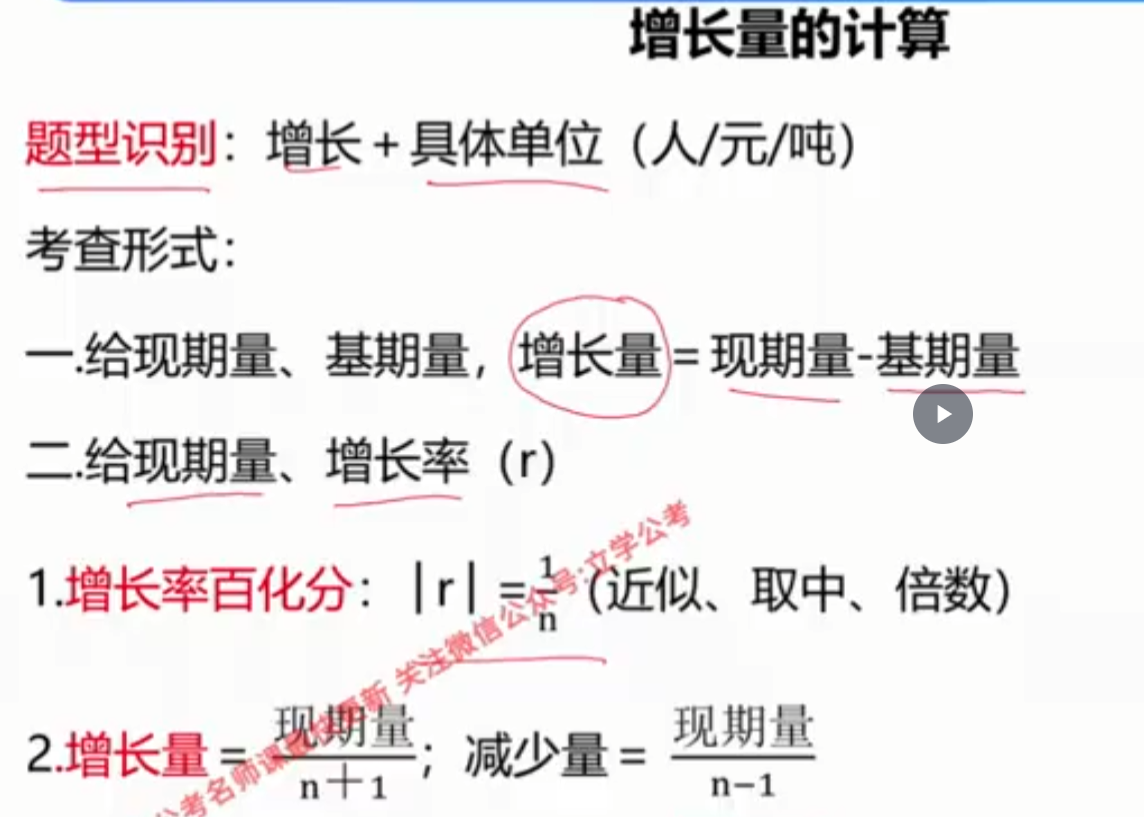 增长量的计算
题型识别：增长+具体单位（人/元/吨）
考查形式：
一.给现期量、基期量，增长量=现期量-基期量
二.给现期量、增长率（r）
1.增长率百化分：|r|=1/n（近似、取中、倍数）
2.增长量=现期量/n+1；减少量=现期量/n-1
公考名师课 更新 关注微信公众号:立学公考